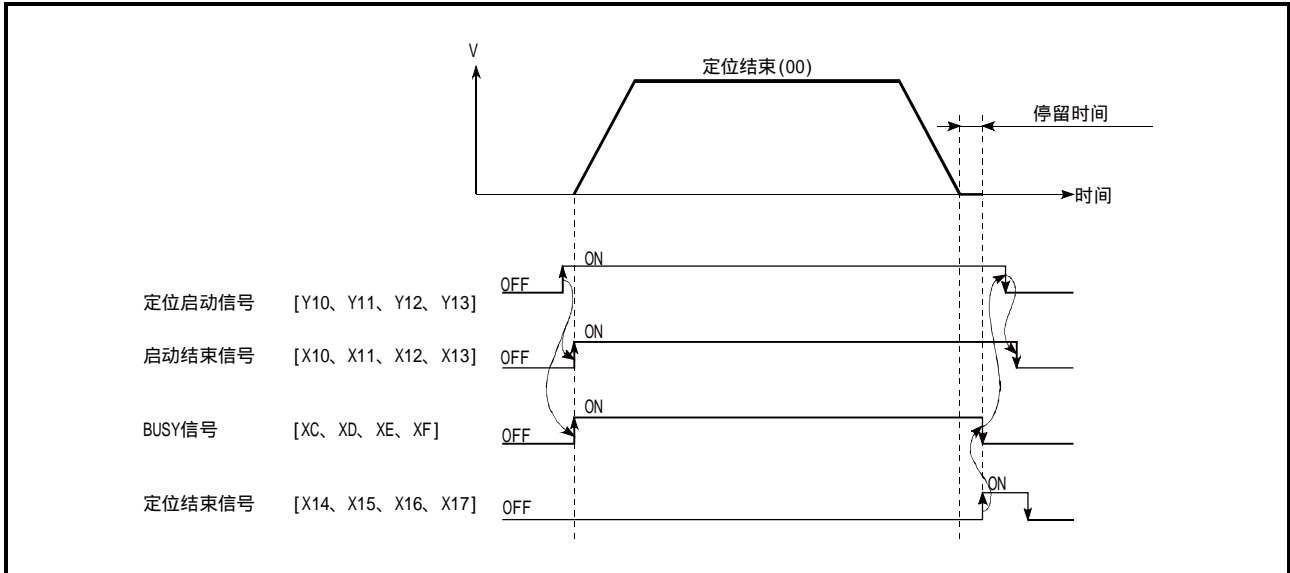 V
定位结束(00)
停留时间
时间
ON
OFF
定位启动信号 [Y10、Y11、Y12、Y13]
ON
启动结束信号 [X10、X11、X12、X13] OFF
ON
BUSY信号 [XC、XD、XE、XF] OFF
ON
定位结束信号 [X14、X15、X16、X17] OFF